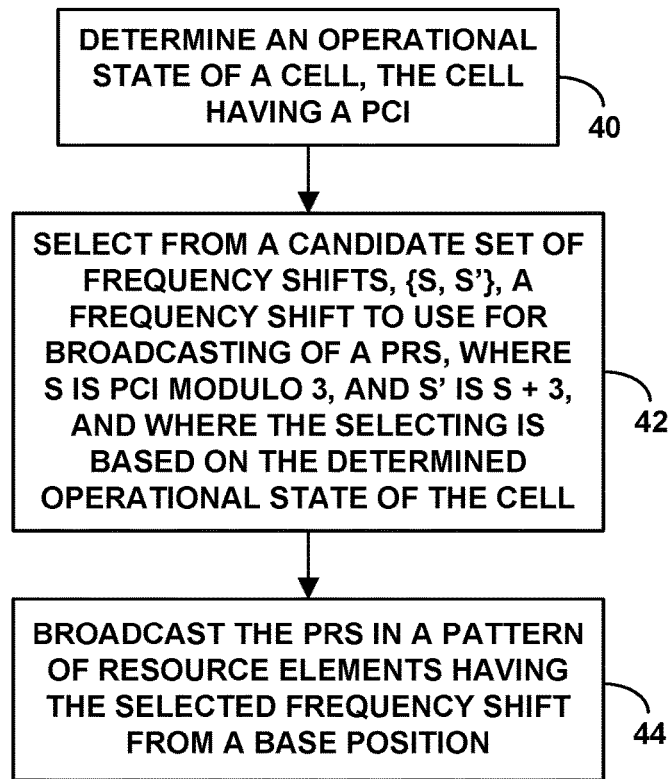 DETERMINE AN OPERATIONAL
STATE OF A CELL, THE CELL
HAVING A PCI
40
SELECT FROM A CANDIDATE SET OF
FREQUENCY SHIFTS, {S, S’}, A
FREQUENCY SHIFT TO USE FOR
BROADCASTING OF A PRS, WHERE
S IS PCI MODULO 3, AND S’ IS S + 3,
AND WHERE THE SELECTING IS
BASED ON THE DETERMINED
OPERATIONAL STATE OF THE CELL
42
BROADCAST THE PRS IN A PATTERN
OF RESOURCE ELEMENTS HAVING
THE SELECTED FREQUENCY SHIFT
FROM A BASE POSITION
44